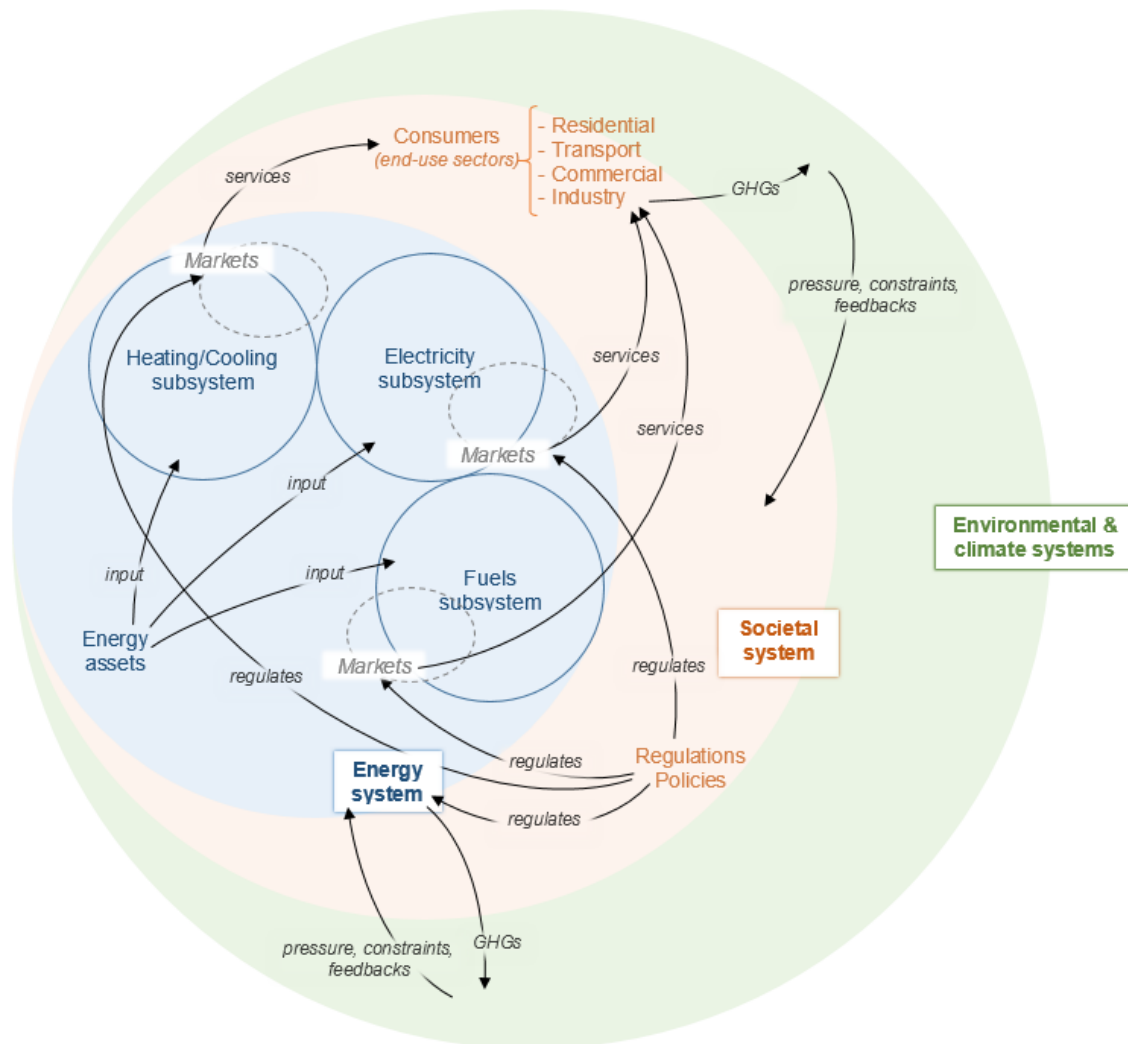 Consumers
(end-use sectors)
- Residential
- Transport
- Commercial
- Industry
services
GHGs
Markets
pressure, constraints,
feedbacks
Heating/Cooling
subsystem
Electricity
subsystem
services
services
Markets
input
Environmental &
climate systems
input
input
Fuels
subsystem
Energy
assets
Societal
system
Markets
regulates
regulates
Regulations
Policies
regulates
Energy
system
regulates
pressure, constraints,
feedbacks
GHGs